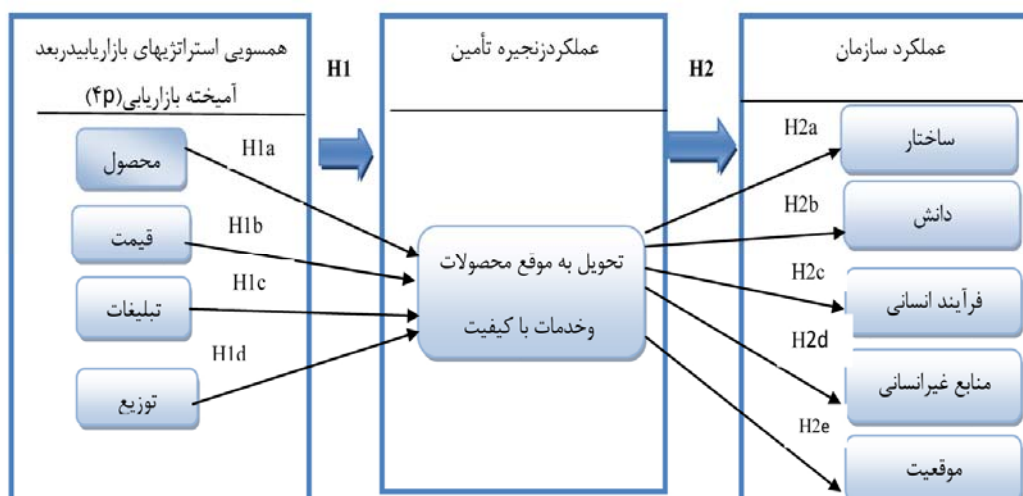 همسویی استراتژیهای بازاریابیدربعد
آمیخته بازاریابی(۴p)
محصول
قیمت
تبلیغات
توزیع
H1
H1a
H1b
H1c
H1d
عملکردزنجیره تأمین
تحویل به موقع محصولات
وخدمات با کیفیت
H2
H2a
H2b
H2c
H2d
H2e
عملکرد سازمان
ساختار
دانش
فرآیند انسانی
منابع غیرانسانی
موقعیت